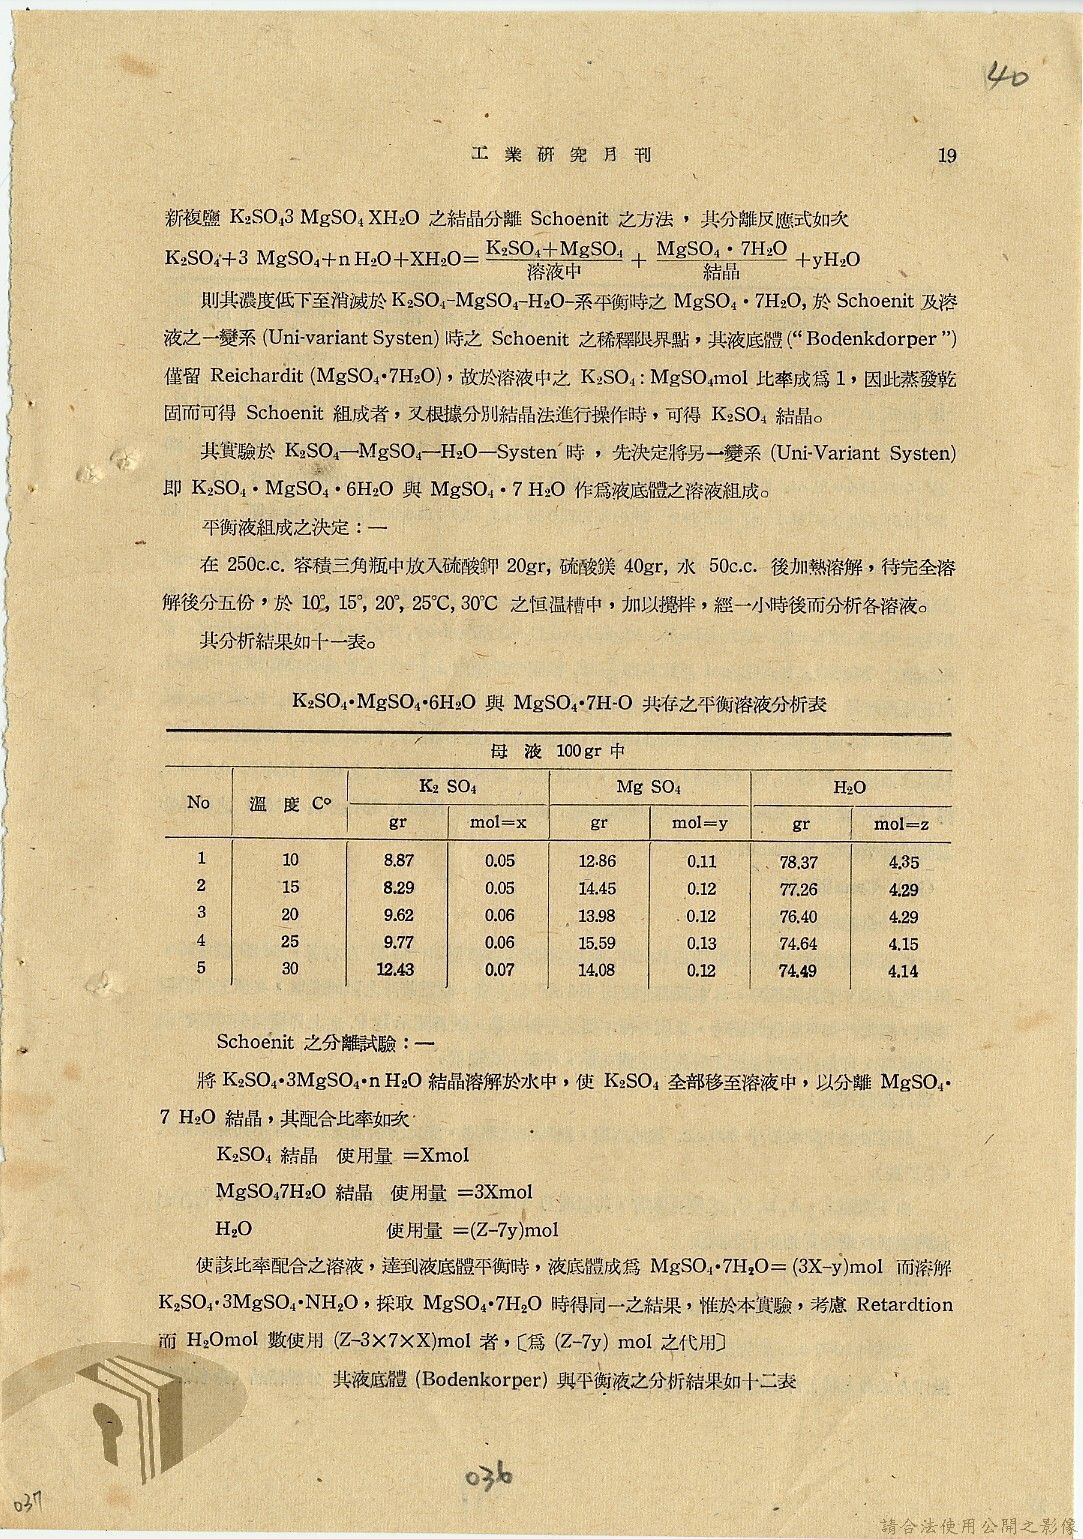 40
工業研究月刊 19
新複鹽 K₂SO₄3 MgSO₄ XH₂O 之結晶分離 Schoenit 之方法，其分離反應式如次
K₂SO₄+3 MgSO₄+n H₂O+XH₂O= K₂SO₄+MgSO₄ + MgSO₄・7H₂O +yH₂O
溶液中 結晶
則其濃度低下至消滅於 K₂SO₄-MgSO₄-H₂O-系平衡時之 MgSO₄・7H₂O, 於 Schoenit 及溶
液之一變系 (Uni-variant Systen) 時之 Schoenit 之稀釋限界點，其液底體 (“Bodenkdorper”)
僅留 Reichardit (MgSO₄•7H₂O)，故於溶液中之 K₂SO₄ : MgSO₄mol 比率成爲 1，因此蒸發乾
固而可得 Schoenit 組成者，又根據分別結晶法進行操作時，可得 K₂SO₄ 結晶。
其實驗於 K₂SO₄—MgSO₄—H₂O—Systen 時，先決定將另一變系 (Uni-Variant Systen)
即 K₂SO₄・MgSO₄・6H₂O 與 MgSO₄・7 H₂O 作爲液底體之溶液組成。
平衡液組成之決定：—
在 250c.c. 容積三角瓶中放入硫酸鉀 20gr, 硫酸鎂 40gr, 水 50c.c. 後加熱溶解，待完全溶
解後分五份，於 10°, 15°, 20°, 25°C, 30°C 之恒温槽中，加以攪拌，經一小時後而分析各溶液。
其分析結果如十一表。
K₂SO₄•MgSO₄•6H₂O 與 MgSO₄•7H-O 共存之平衡溶液分析表
母液 100gr 中
No 溫度 C° K₂ SO₄ Mg SO₄ H₂O
gr mol=x gr mol=y gr mol=z
1 10 8.87 0.05 12.86 0.11 78.37 4.35
2 15 8.29 0.05 14.45 0.12 77.26 4.29
3 20 9.62 0.06 13.98 0.12 76.40 4.29
4 25 9.77 0.06 15.59 0.13 74.64 4.15
5 30 12.43 0.07 14.08 0.12 74.49 4.14
Schoenit 之分離試驗：—
將 K₂SO₄•3MgSO₄•n H₂O 結晶溶解於水中，使 K₂SO₄ 全部移至溶液中，以分離 MgSO₄•
7 H₂O 結晶，其配合比率如次
K₂SO₄ 結晶 使用量 =Xmol
MgSO₄7H₂O 結晶 使用量 =3Xmol
H₂O 使用量 =(Z-7y)mol
使該比率配合之溶液，達到液底體平衡時，液底體成爲 MgSO₄•7H₂O= (3X-y)mol 而溶解
K₂SO₄•3MgSO₄•NH₂O，採取 MgSO₄•7H₂O 時得同一之結果，惟於本實驗，考慮 Retardtion
而 H₂Omol 數使用 (Z-3×7×X)mol 者，〔爲 (Z-7y) mol 之代用〕
其液底體 (Bodenkorper) 與平衡液之分析結果如十二表
036
037
請合法使用公開之影像